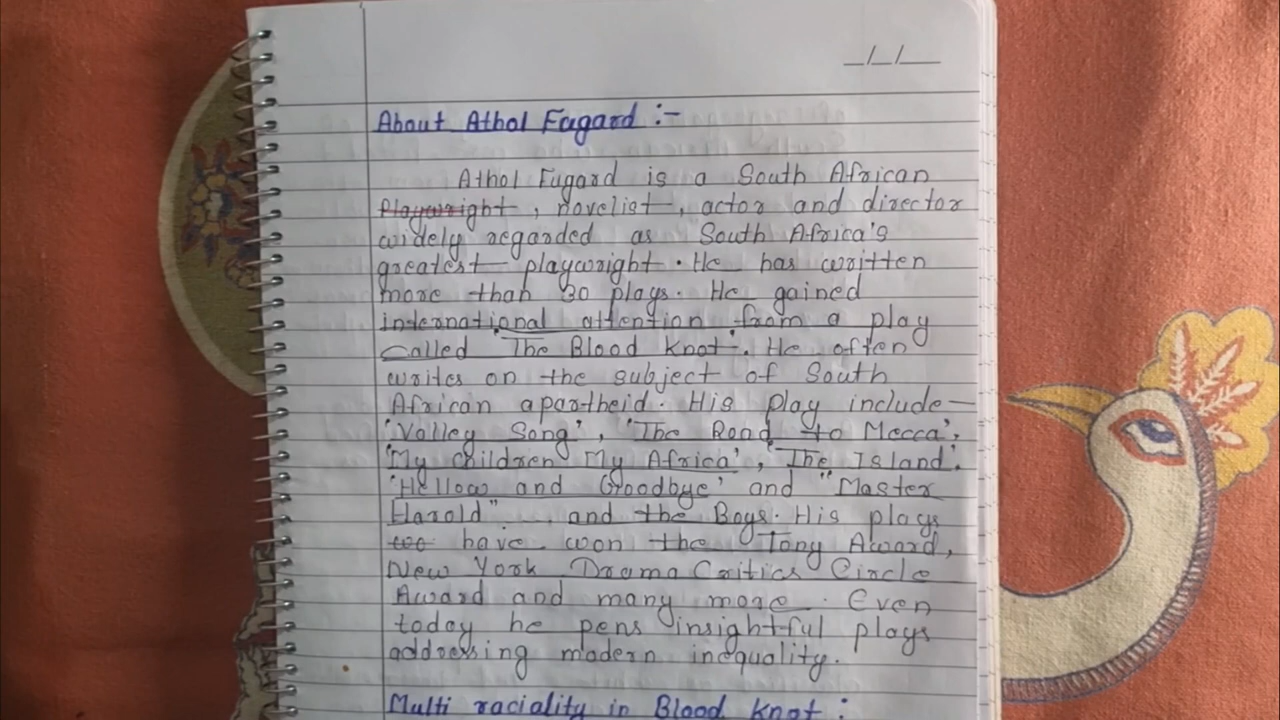 _/_/__
About Athol Fugard :-
Athol Fugard is a South African
Playwright, novelist, actor and director
widely regarded as South Africa's
greatest playwright. He has written
more than 30 plays. He gained
international attention from a play
called 'The Blood Knot'. He often
writes on the subject of South
African apartheid. His play include—
'Valley Song', 'The Road to Mecca',
'My Children My Africa', 'The Island'.
'Hellow and Goodbye' and "Master
Harold" ... and the Boys. His plays
too have won the Tony Award,
New York Drama Critics Circle
Award and many more. Even
today he pens insightful plays
addressing modern inequality.
Multi raciality in Blood Knot :